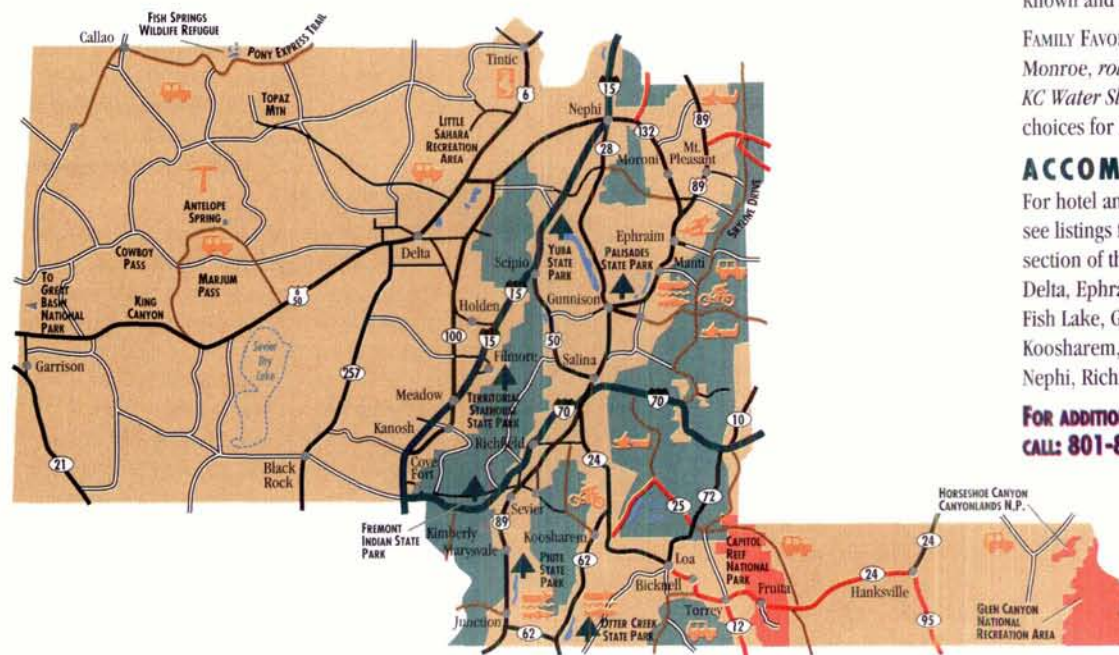 FISH SPRINGS
WILDLIFE REFUGUE
Callao
PONY EXPRESS TRAIL
Tintic
6
15
TOPAZ
MTN
LITTLE
SAHARA
RECREATION
AREA
Nephi
132
89
28
Moroni
Mt.
Pleasant
89
SKYLINE DRIVE
ANTELOPE
SPRING
Delta
Ephraim
Manti
COWBOY
PASS
MARJUM
PASS
Scipio
YUBA
STATE
PARK
PALISADES
STATE PARK
TO
GREAT
BASIN
NATIONAL
PARK
KING
CANYON
6
50
Holden
15
Gunnison
Garrison
Sevier
Dry
Lake
257
100
15
Fillmore
50
Salina
Meadow
TERRITORIAL
STATEHOUSE
STATE PARK
70
70
10
Kanosh
Richfield
21
Black
Rock
Cove
Fort
24
25
72
FREMONT
INDIAN STATE
PARK
Kimberly
89
Sevier
Marysvale
Koosharem
PIUTE
STATE
PARK
62
Loa
Bicknell
CAPITOL
REEF
NATIONAL
PARK
Fruita
Torrey
12
Junction
62
OTTER CREEK
STATE PARK
24
24
Hanksville
95
HORSESHOE CANYON
CANYONLANDS N.P.
GLEN CANYON
NATIONAL
RECREATION AREA
known and
FAMILY FAVO
Monroe, ro
KC Water Sl
choices for
ACCOM
For hotel an
see listings
section of th
Delta, Ephra
Fish Lake, G
Koosharem,
Nephi, Rich
FOR ADDITIO
CALL: 801-8